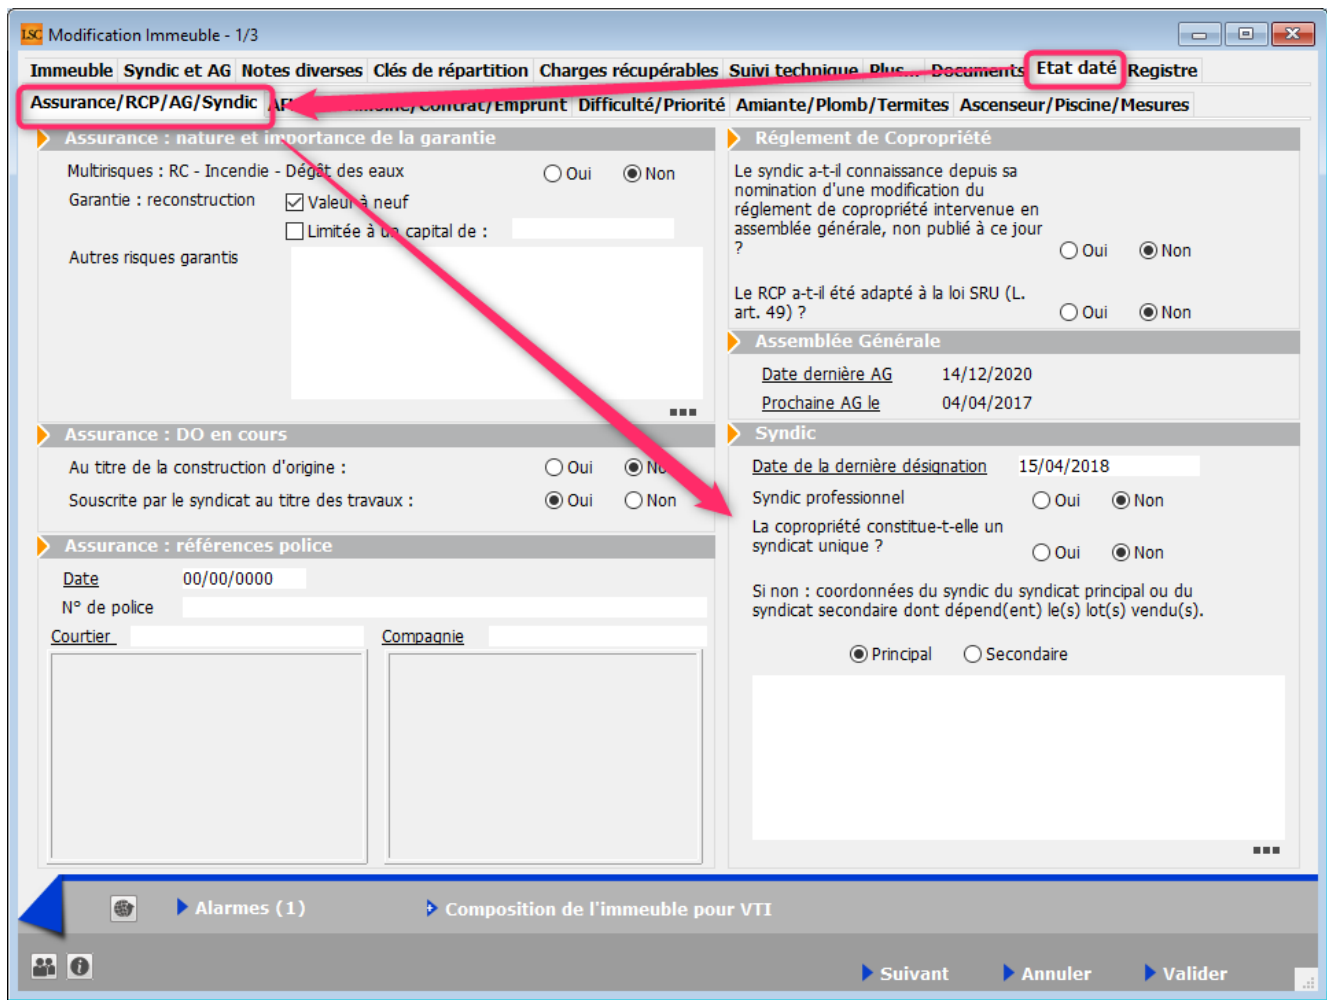 LSC Modification Immeuble - 1/3
Immeuble Syndic et AG Notes diverses Clés de répartition Charges récupérables Suivi technique Plus... Documents Etat daté Registre
Assurance/RCP/AG/Syndic Contrat/Emprunt Difficulté/Priorité Amiante/Plomb/Termites Ascenseur/Piscine/Mesures
Assurance : nature et importance de la garantie
Multirisques : RC - Incendie - Dégât des eaux Oui Non
Garantie : reconstruction Valeur à neuf
Limitée à un capital de :
Autres risques garantis
Assurance : DO en cours
Au titre de la construction d'origine : Oui Non
Souscrite par le syndicat au titre des travaux : Oui Non
Assurance : références police
Date 00/00/0000
N° de police
Courtier Compagnie
Réglement de Copropriété
Le syndic a-t-il connaissance depuis sa
nomination d'une modification du
réglement de copropriété intervenue en
assemblée générale, non publié à ce jour
? Oui Non
Le RCP a-t-il été adapté à la loi SRU (L.
art. 49) ? Oui Non
Assemblée Générale
Date dernière AG 14/12/2020
Prochaine AG le 04/04/2017
Syndic
Date de la dernière désignation 15/04/2018
Syndic professionnel Oui Non
La copropriété constitue-t-elle un
syndicat unique ? Oui Non
Si non : coordonnées du syndic du syndicat principal ou du
syndicat secondaire dont dépend(ent) le(s) lot(s) vendu(s).
Principal Secondaire
Alarmes (1) Composition de l'immeuble pour VTI
Suivant Annuler Valider